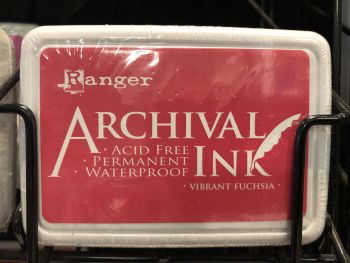 Ranger
ARCHIVAL
· ACID FREE
· PERMANENT
· WATERPROOF
INK
· VIBRANT FUCHSIA ·